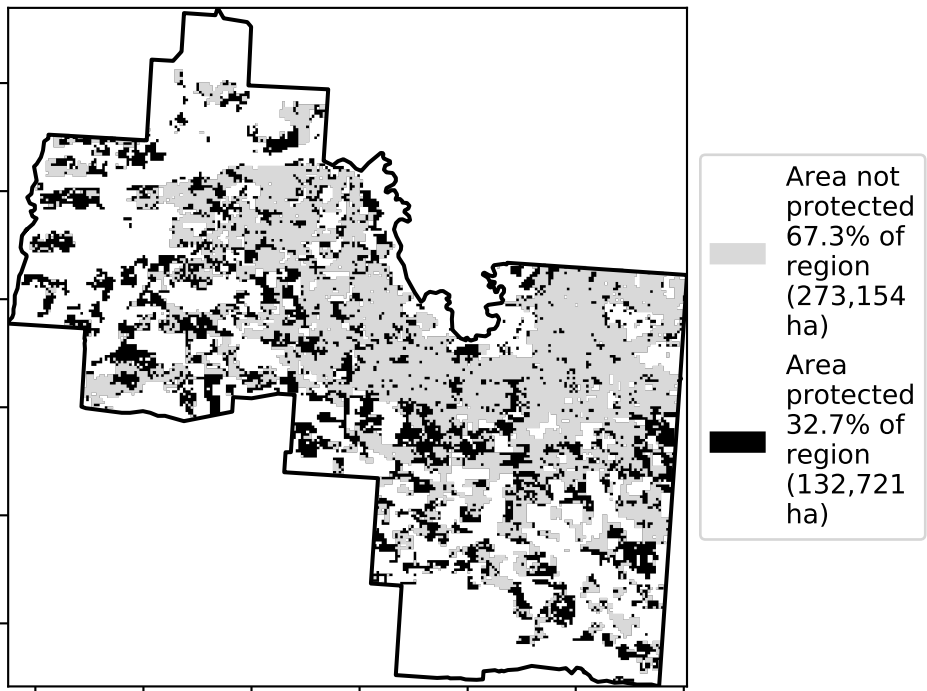 Area not
protected
67.3% of
region
(273,154
ha)
Area
protected
32.7% of
region
(132,721
ha)